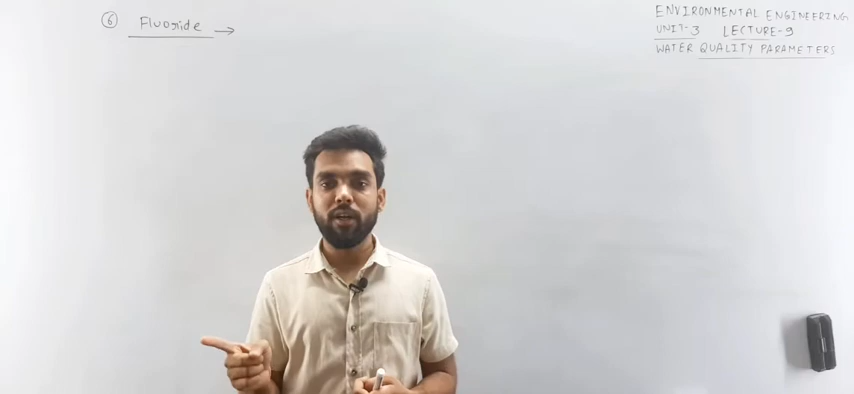 ⑥ Fluoride →
ENVIRONMENTAL ENGINEERING
UNIT-3 LECTURE-9
WATER QUALITY PARAMETERS